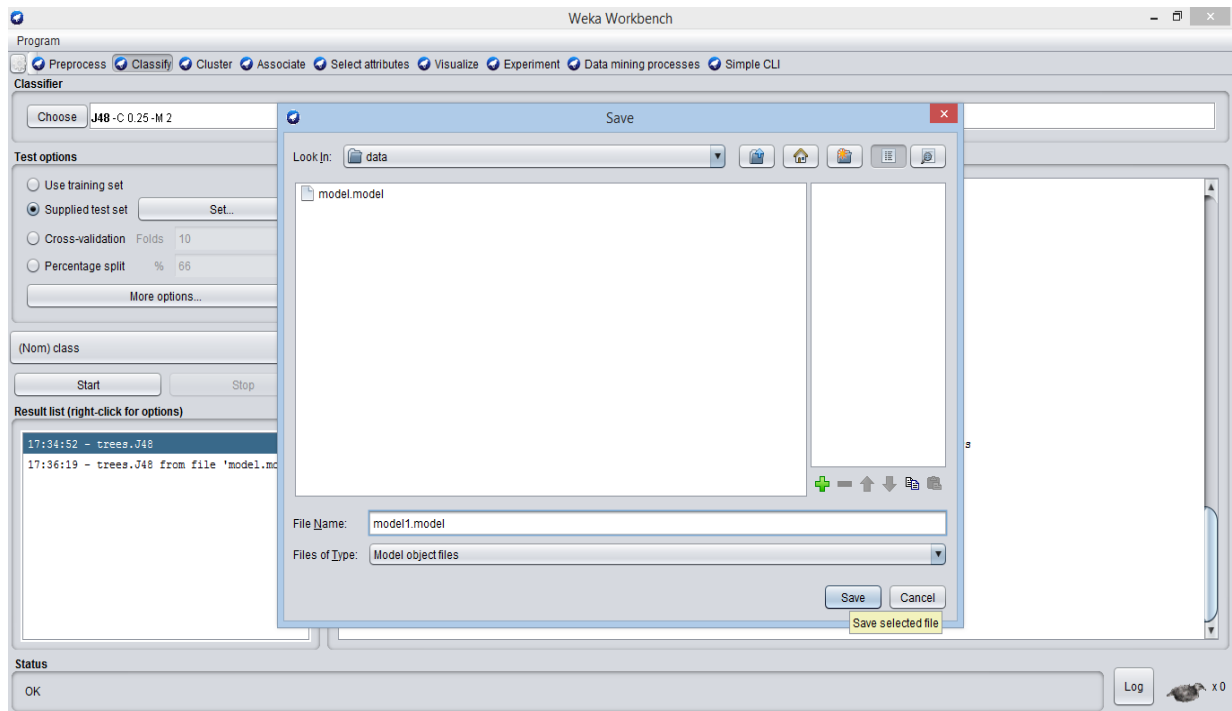 Weka Workbench
Program
Preprocess Classify Cluster Associate Select attributes Visualize Experiment Data mining processes Simple CLI
Classifier
Choose J48 -C 0.25 -M 2
Save
Look In: data
Test options
Use training set
model.model
Supplied test set Set...
Cross-validation Folds 10
Percentage split % 66
More options...
(Nom) class
Start Stop
Result list (right-click for options)
17:34:52 - trees.J48
s
17:36:19 - trees.J48 from file 'model.mo
File Name: model1.model
Files of Type: Model object files
Save Cancel
Save selected file
Status
OK
Log x 0